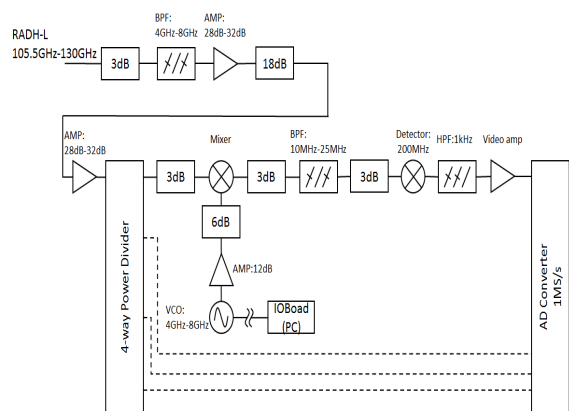 RADH-L
105.5GHz-130GHz
3dB
BPF:
4GHz-8GHz
AMP:
28dB-32dB
18dB
AMP:
28dB-32dB
4-way Power Divider
3dB
Mixer
3dB
BPF:
10MHz-25MHz
3dB
Detector:
200MHz
HPF:1kHz
Video amp
AD Converter
1MS/s
6dB
AMP:12dB
VCO:
4GHz-8GHz
IOBoad
(PC)